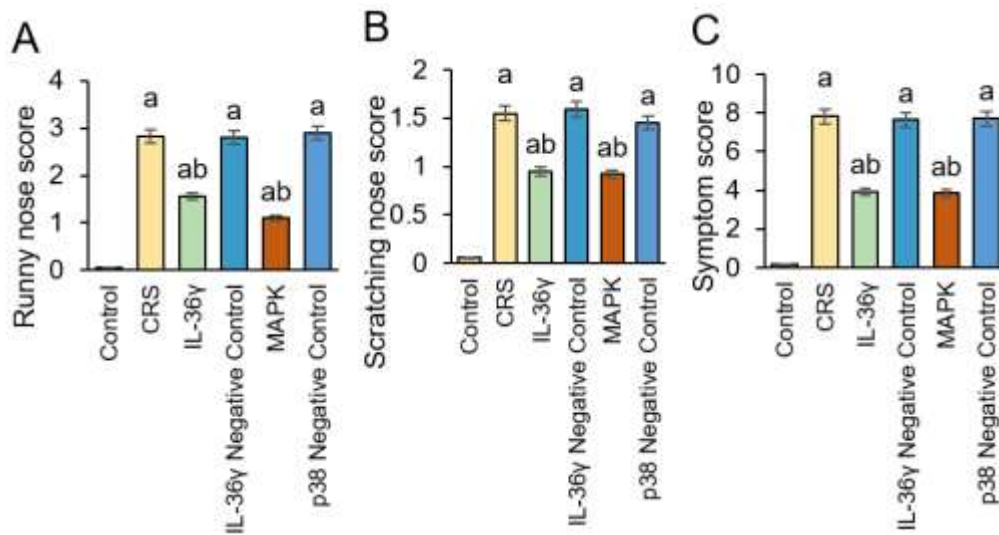 A
Runny nose score
4
3
2
1
0
a
ab
a
ab
a
Control
CRS
IL-36γ
IL-36γ Negative Control
MAPK
p38 Negative Control
B
Scratching nose score
2
1.5
1
0.5
0
a
ab
a
ab
a
Control
CRS
IL-36γ
IL-36γ Negative Control
MAPK
p38 Negative Control
C
Symptom score
10
8
6
4
2
0
a
ab
a
ab
a
Control
CRS
IL-36γ
IL-36γ Negative Control
MAPK
p38 Negative Control